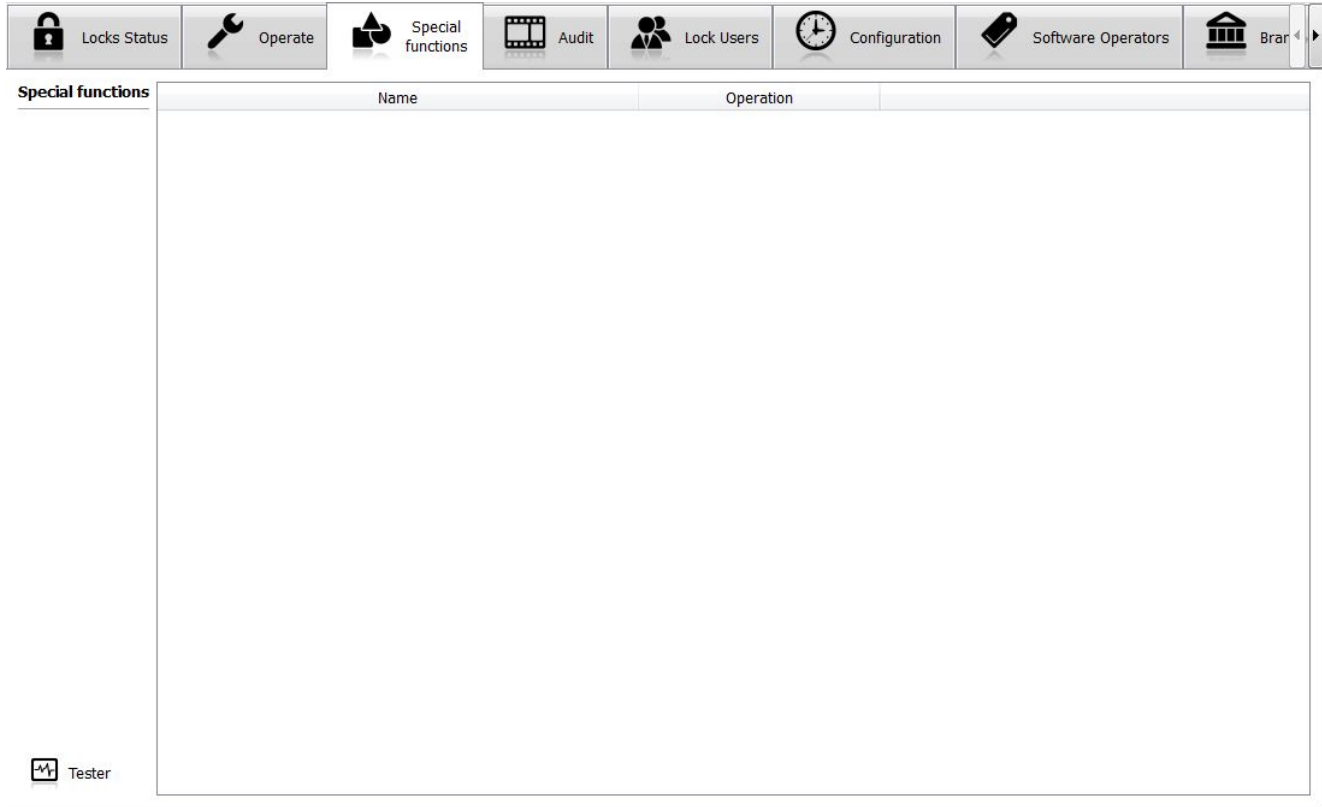 Locks Status
Operate
Special
functions
Audit
Lock Users
Configuration
Software Operators
Special functions
Name
Operation
Tester